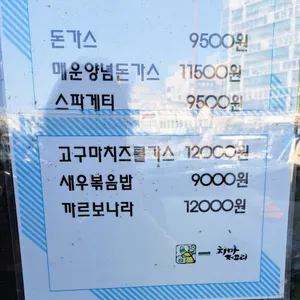 돈가스 9500원
매운양념돈가스 11500원
스파게티 9500원
고구마치즈롤가스 12000원
새우볶음밥 9000원
까르보나라 12000원